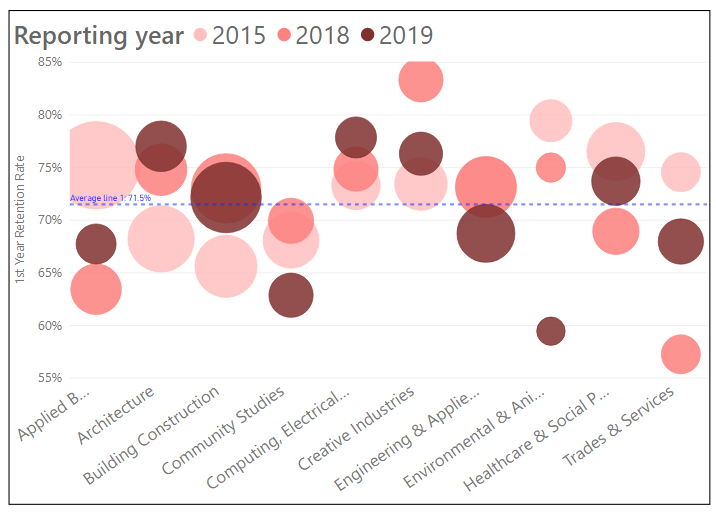 Reporting year 2015 2018 2019
85%
80%
75%
Average line 1: 71.5%
70%
65%
60%
55%
1st Year Retention Rate
Applied B...
Architecture
Building Construction
Community Studies
Computing, Electrical...
Creative Industries
Engineering & Applie...
Environmental & Ani...
Healthcare & Social P...
Trades & Services